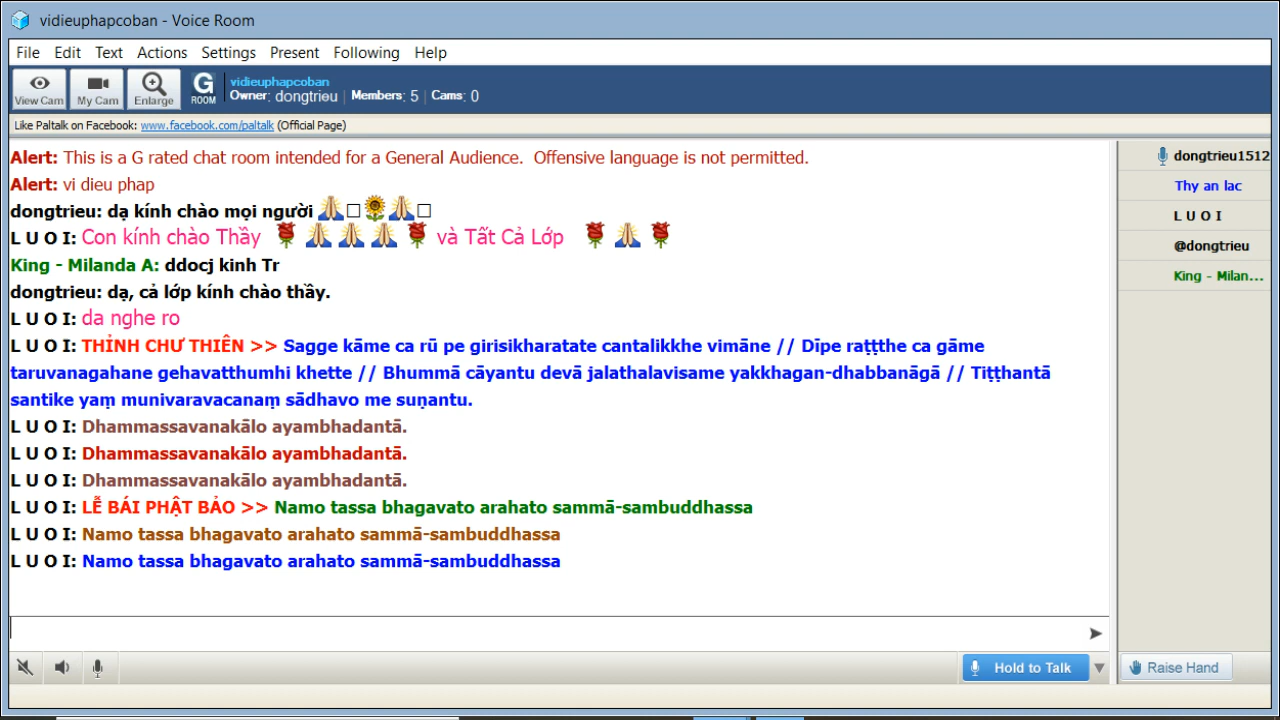 vidieuphapcoban - Voice Room
File Edit Text Actions Settings Present Following Help
View Cam My Cam Enlarge G ROOM
vidieuphapcoban
Owner: dongtrieu | Members: 5 | Cams: 0
Like Paltalk on Facebook: www.facebook.com/paltalk (Official Page)
Alert: This is a G rated chat room intended for a General Audience. Offensive language is not permitted.
Alert: vi dieu phap
dongtrieu: dạ kính chào mọi người 🙏□🌻🙏□
L U O I: Con kính chào Thầy 🌹🙏🙏🙏🌹 và Tất Cả Lớp 🌹🙏🌹
King - Milanda A: ddocj kinh Tr
dongtrieu: dạ, cả lớp kính chào thầy.
L U O I: da nghe ro
L U O I: THỈNH CHƯ THIÊN >> Sagge kāme ca rū pe girisikharatate cantalikkhe vimāne // Dīpe raṭṭthe ca gāme
taruvanagahane gehavatthumhi khette // Bhummā cāyantu devā jalathalavisame yakkhagan-dhabbanāgā // Tiṭṭhantā
santike yaṃ munivaravacanaṃ sādhavo me suṇantu.
L U O I: Dhammassavanakālo ayambhadantā.
L U O I: Dhammassavanakālo ayambhadantā.
L U O I: Dhammassavanakālo ayambhadantā.
L U O I: LỄ BÁI PHẬT BẢO >> Namo tassa bhagavato arahato sammā-sambuddhassa
L U O I: Namo tassa bhagavato arahato sammā-sambuddhassa
L U O I: Namo tassa bhagavato arahato sammā-sambuddhassa
dongtrieu1512
Thy an lac
L U O I
@dongtrieu
King - Milan...
Hold to Talk
Raise Hand